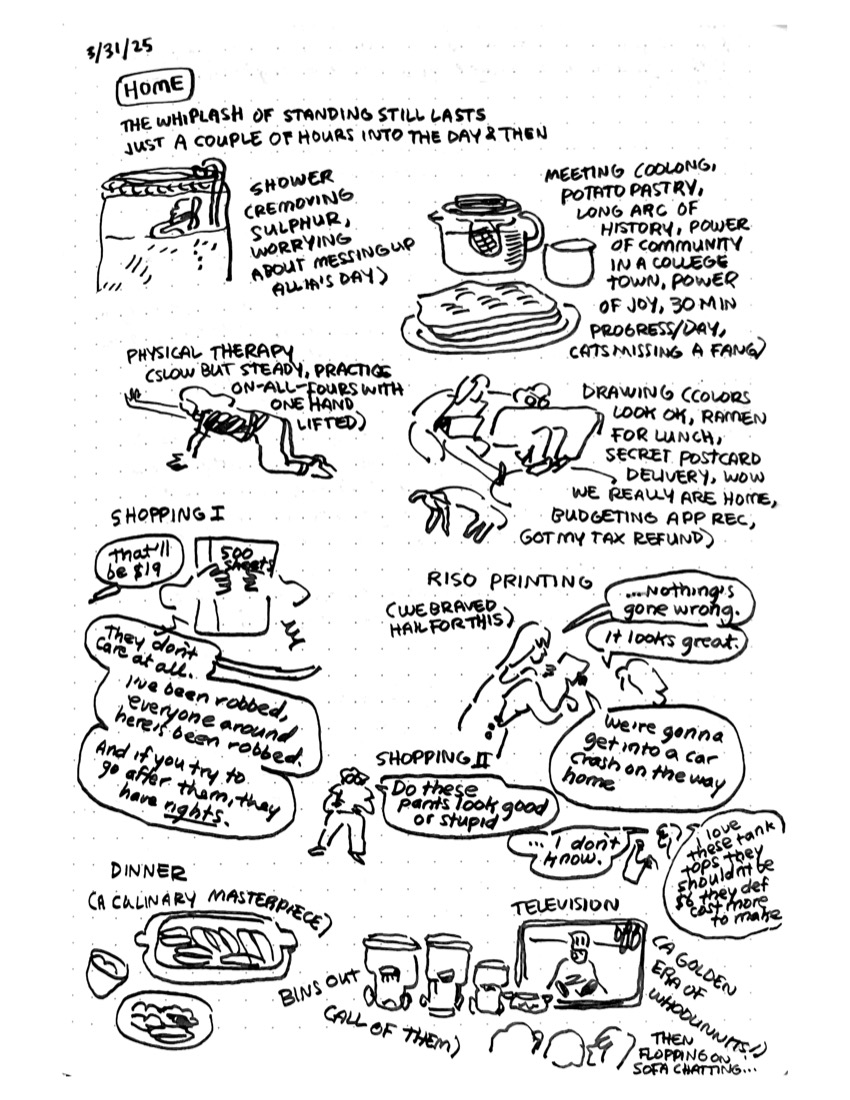 3/31/25
HOME
THE WHIPLASH OF STANDING STILL LASTS
JUST A COUPLE OF HOURS INTO THE DAY & THEN
SHOWER
(REMOVING
SULPHUR,
WORRYING
ABOUT MESSING UP
ALLIA'S DAY)
MEETING (OOLONG,
POTATO PASTRY,
LONG ARC OF
HISTORY, POWER
OF COMMUNITY
IN A COLLEGE
TOWN, POWER
OF JOY, 30 MIN
PROGRESS/DAY,
CATS MISSING A FANG)
PHYSICAL THERAPY
(SLOW BUT STEADY, PRACTICE
ON-ALL-FOURS WITH
ONE HAND
LIFTED)
DRAWING (COLORS
LOOK OK, RAMEN
FOR LUNCH,
SECRET POSTCARD
DELIVERY, WOW
WE REALLY ARE HOME,
BUDGETING APP REC,
GOT MY TAX REFUND)
SHOPPING I
That'll
be $19
500
sheets
They don't
care at all.
I've been robbed,
everyone around
here's been robbed.
And if you try to
go after them, they
have rights.
RISO PRINTING
(WE BRAVED
HAIL FOR THIS)
...Nothing's
gone wrong.
It looks great.
We're gonna
get into a car
crash on the way
home
SHOPPING II
Do these
pants look good
or stupid
... I don't
know.
I love
these tank
tops they
shouldn't be
$6 they def
cost more
to make
DINNER
(A CULINARY MASTERPIECE)
BINS OUT
(ALL OF THEM)
TELEVISION
(A GOLDEN
ERA OF
WHODUNNITS!)
THEN
FLOPPING ON
SOFA CHATTING...